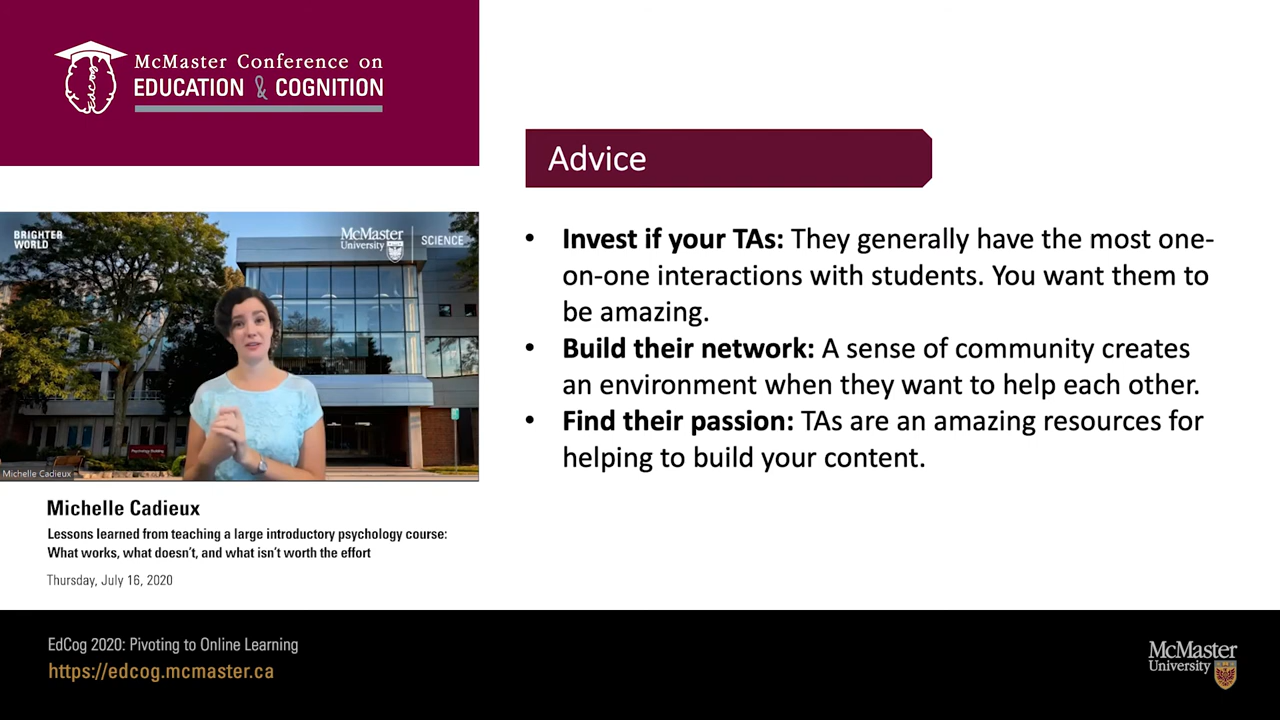 McMaster Conference on
EDUCATION & COGNITION
edcog
Advice
• Invest if your TAs: They generally have the most one-
on-one interactions with students. You want them to
be amazing.
• Build their network: A sense of community creates
an environment when they want to help each other.
• Find their passion: TAs are an amazing resources for
helping to build your content.
BRIGHTER
WORLD
McMaster
University
SCIENCE
Psychology Building
Michelle Cadieux
Michelle Cadieux
Lessons learned from teaching a large introductory psychology course:
What works, what doesn't, and what isn't worth the effort
Thursday, July 16, 2020
EdCog 2020: Pivoting to Online Learning
https://edcog.mcmaster.ca
McMaster
University